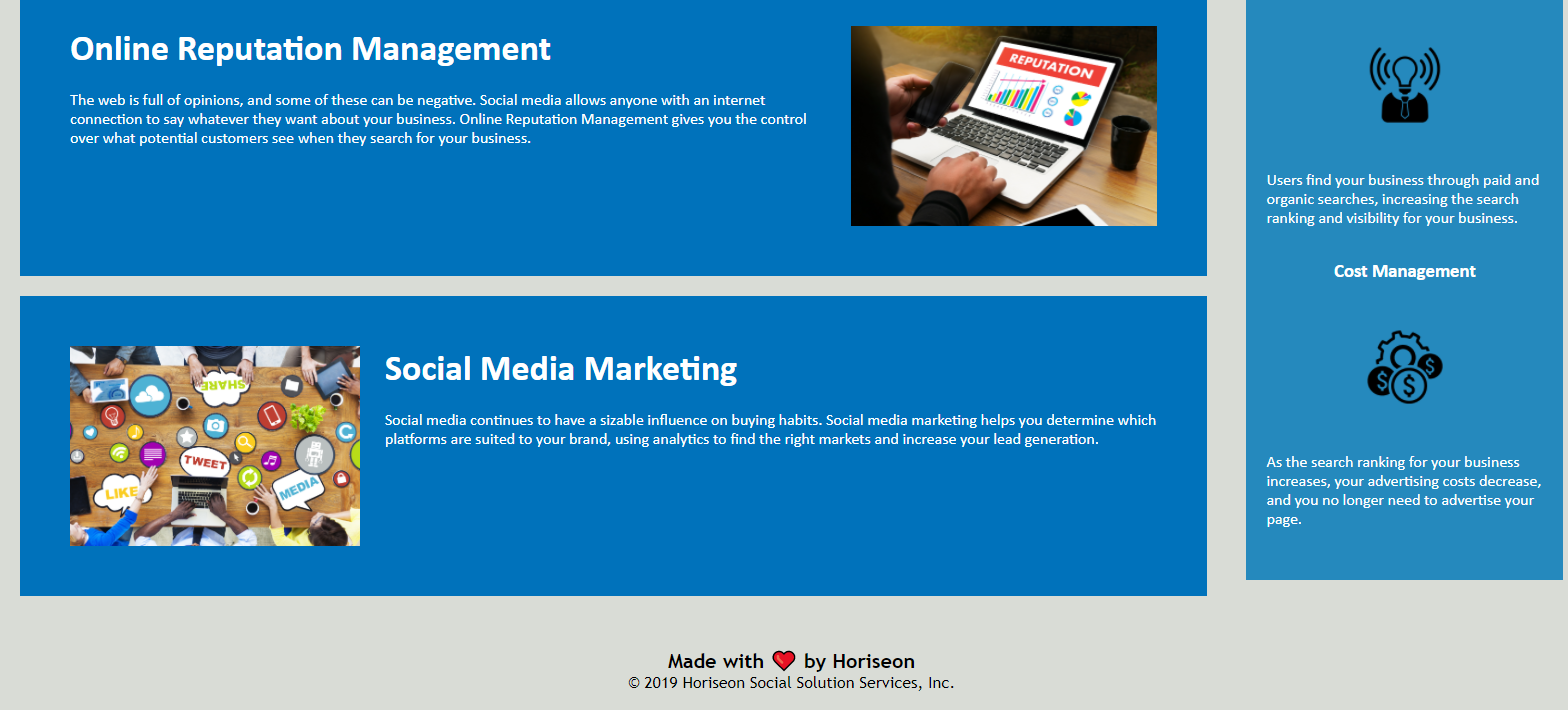 Online Reputation Management
The web is full of opinions, and some of these can be negative. Social media allows anyone with an internet
connection to say whatever they want about your business. Online Reputation Management gives you the control
over what potential customers see when they search for your business.
REPUTATION
Social Media Marketing
Social media continues to have a sizable influence on buying habits. Social media marketing helps you determine which
platforms are suited to your brand, using analytics to find the right markets and increase your lead generation.
SHARE
TWEET
LIKE
MEDIA
Users find your business through paid and
organic searches, increasing the search
ranking and visibility for your business.
Cost Management
$ $ $
As the search ranking for your business
increases, your advertising costs decrease,
and you no longer need to advertise your
page.
Made with ❤️ by Horiseon
© 2019 Horiseon Social Solution Services, Inc.